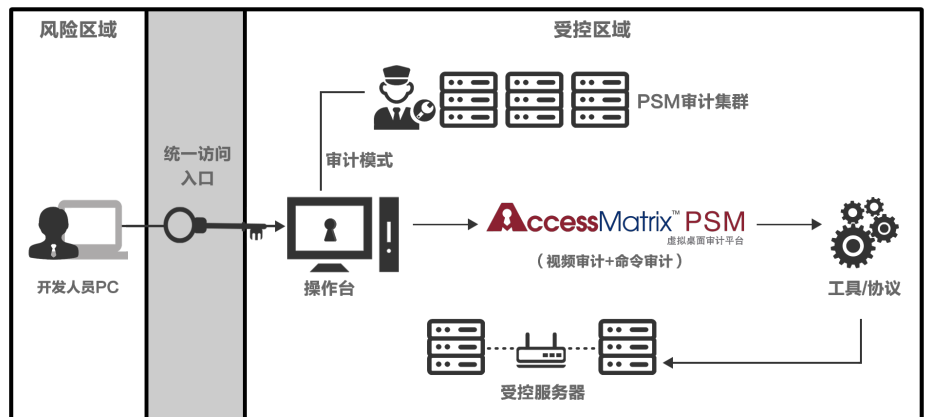 风险区域
受控区域
PSM审计集群
统一访问
入口
审计模式
AccessMatrix™ PSM
虚拟桌面审计平台
(视频审计+命令审计)
开发人员PC
操作台
工具/协议
受控服务器